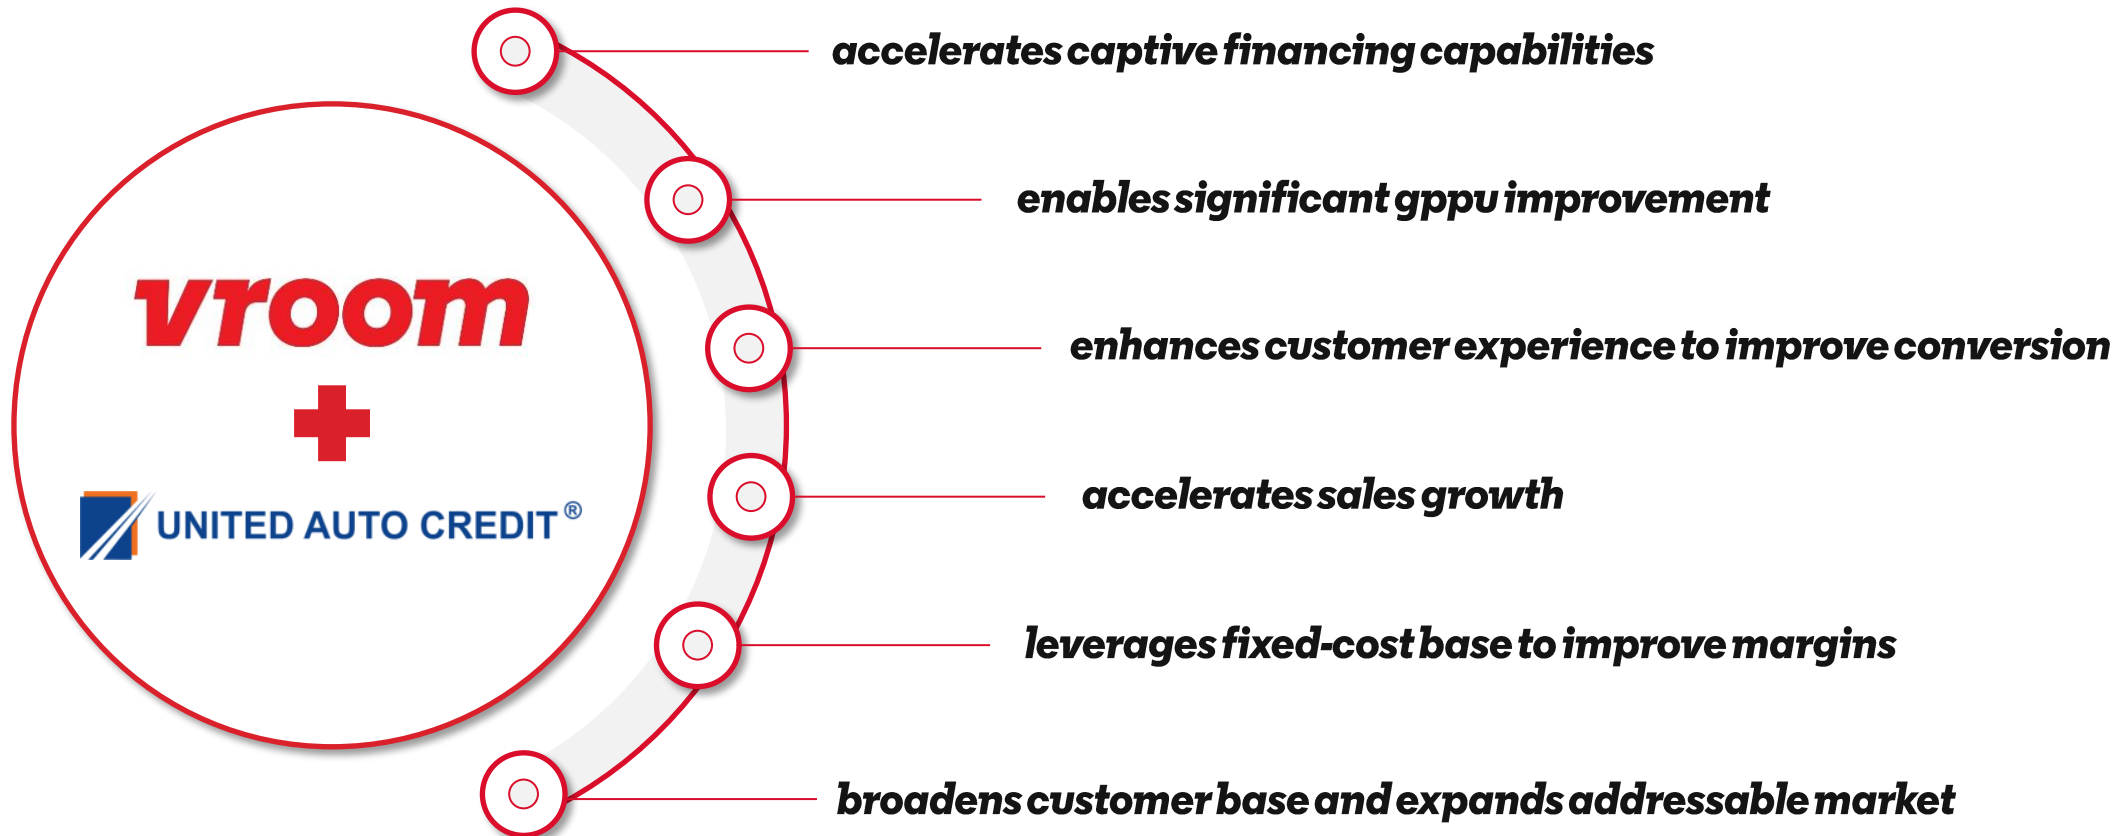 accelerates captive financing capabilities
enables significant gppu improvement
vroom
enhances customer experience to improve conversion
accelerates sales growth
UNITED AUTO CREDIT®
leverages fixed-cost base to improve margins
broadens customer base and expands addressable market